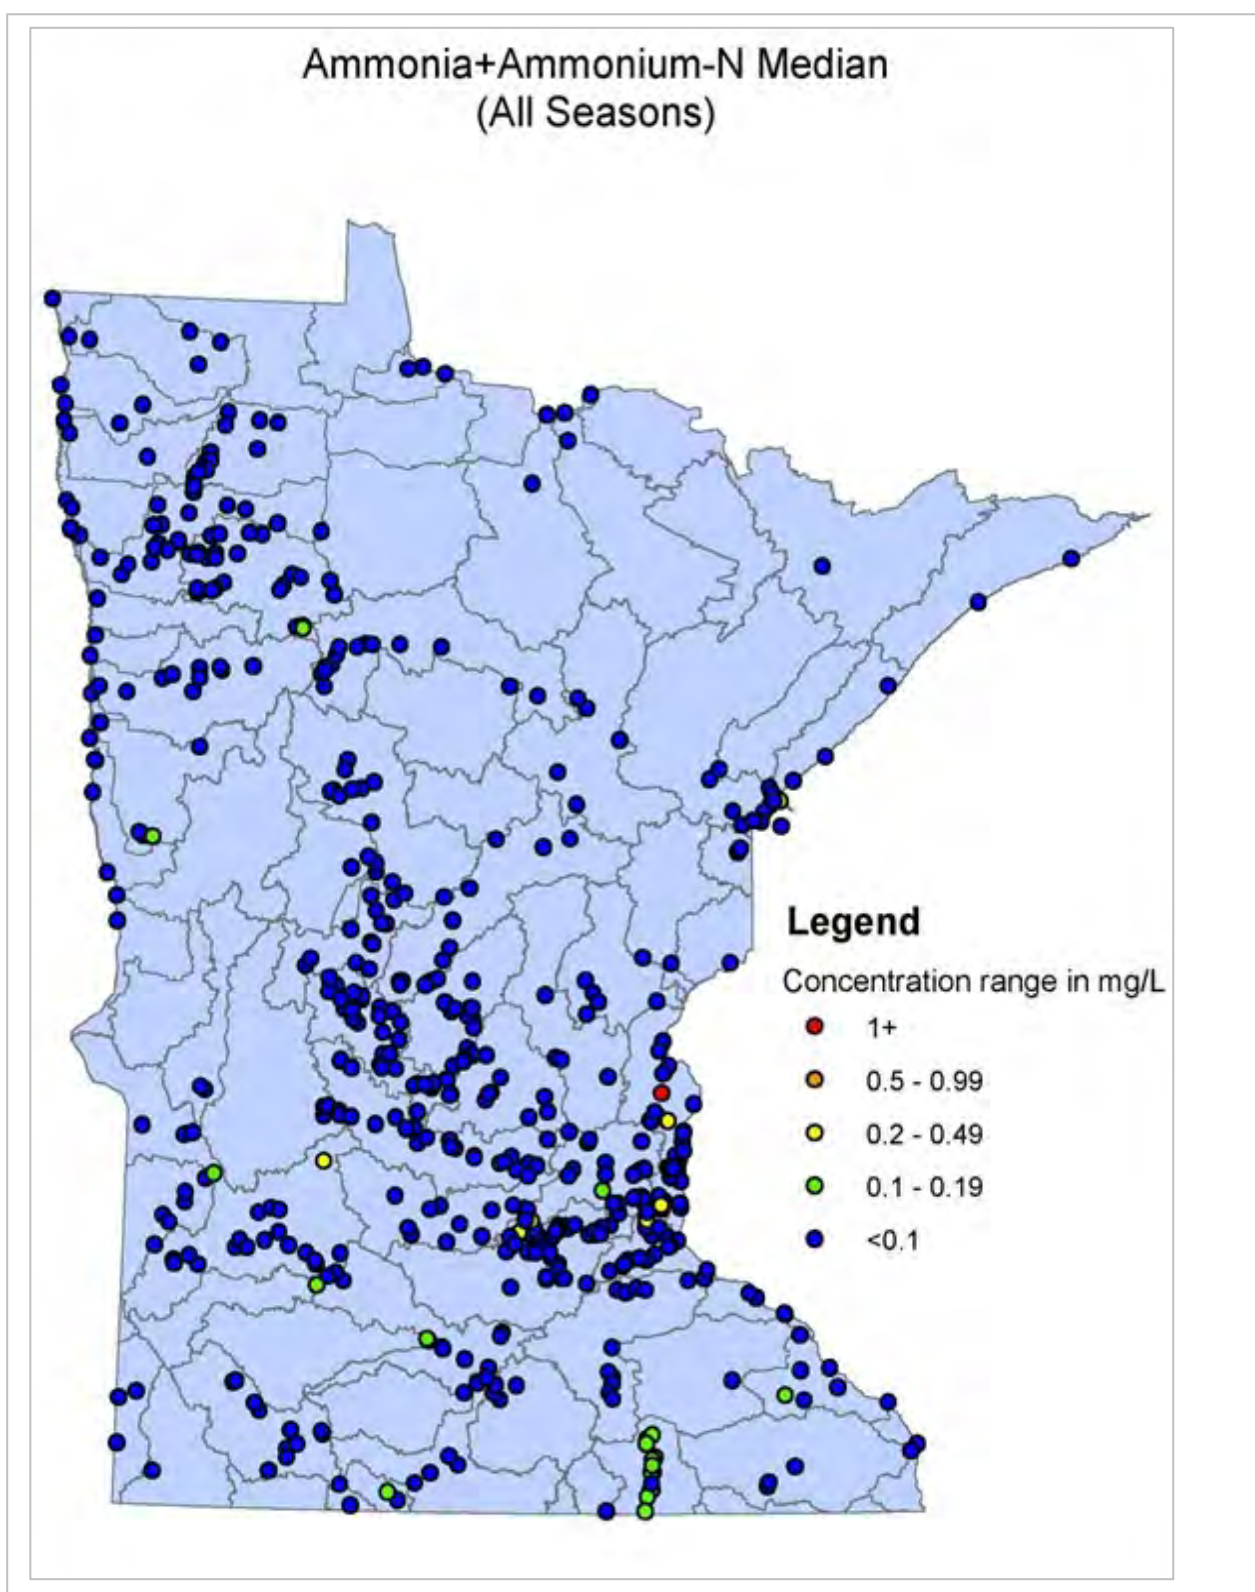 Ammonia+Ammonium-N Median
(All Seasons)
Legend
Concentration range in mg/L
1+
0.5 - 0.99
0.2 - 0.49
0.1 - 0.19
<0.1